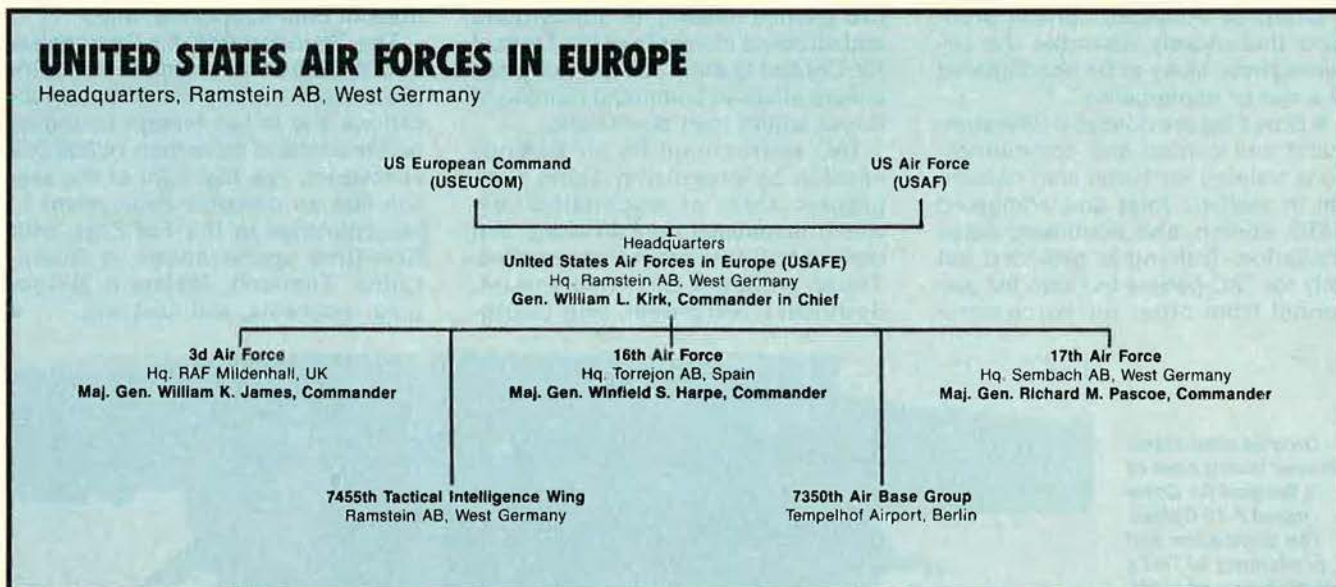 UNITED STATES AIR FORCES IN EUROPE
Headquarters, Ramstein AB, West Germany
US European Command
(USEUCOM)
US Air Force
(USAF)
Headquarters
United States Air Forces in Europe (USAFE)
Hq. Ramstein AB, West Germany
Gen. William L. Kirk, Commander in Chief
3d Air Force
Hq. RAF Mildenhall, UK
Maj. Gen. William K. James, Commander
16th Air Force
Hq. Torrejon AB, Spain
Maj. Gen. Winfield S. Harpe, Commander
17th Air Force
Hq. Sembach AB, West Germany
Maj. Gen. Richard M. Pascoe, Commander
7455th Tactical Intelligence Wing
Ramstein AB, West Germany
7350th Air Base Group
Tempelhof Airport, Berlin